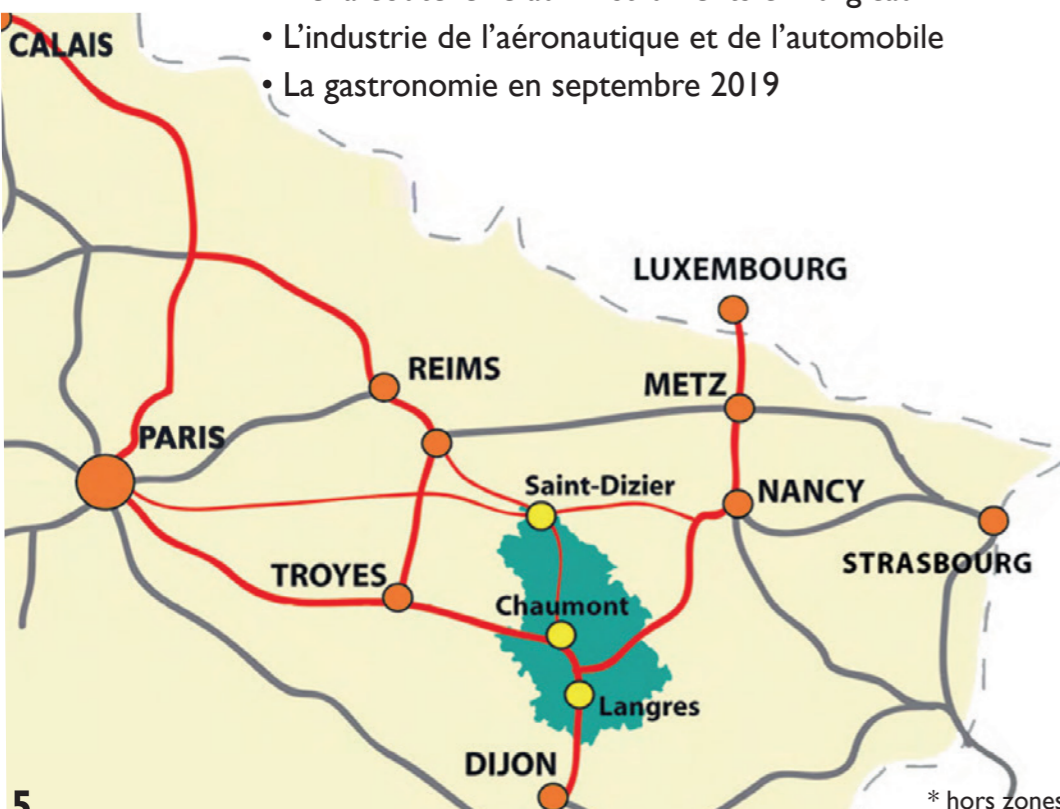 • L’industrie de l’aéronautique et de l’automobile
• La gastronomie en septembre 2019
CALAIS
LUXEMBOURG
REIMS
METZ
PARIS
Saint-Dizier
NANCY
STRASBOURG
TROYES
Chaumont
Langres
DIJON
5
* hors zones